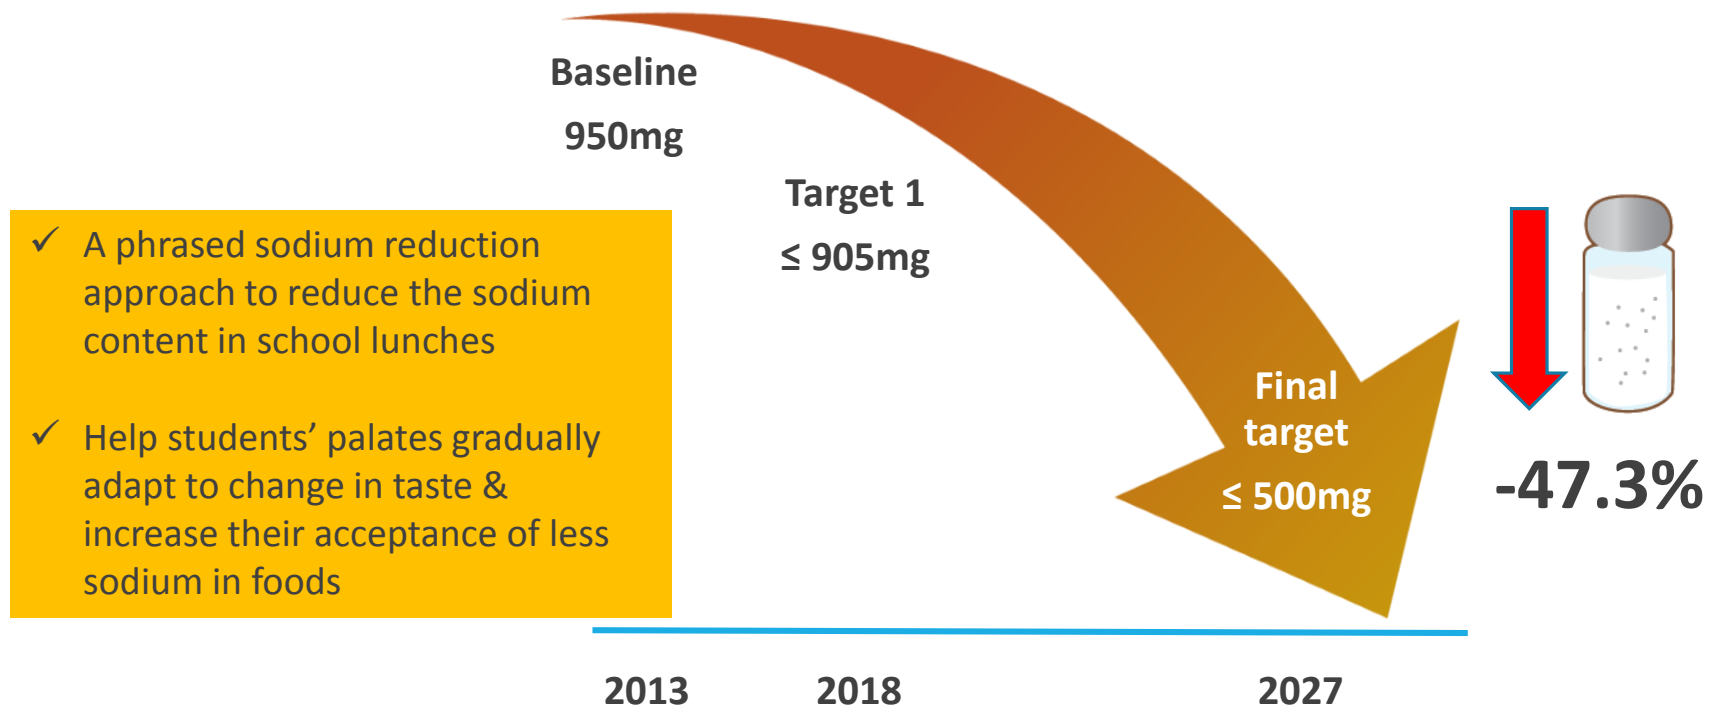 Baseline
950mg
Target 1
≤ 905mg
✓ A phrased sodium reduction
approach to reduce the sodium
content in school lunches
✓ Help students’ palates gradually
adapt to change in taste &
increase their acceptance of less
sodium in foods
Final
target
≤ 500mg
-47.3%
2013
2018
2027